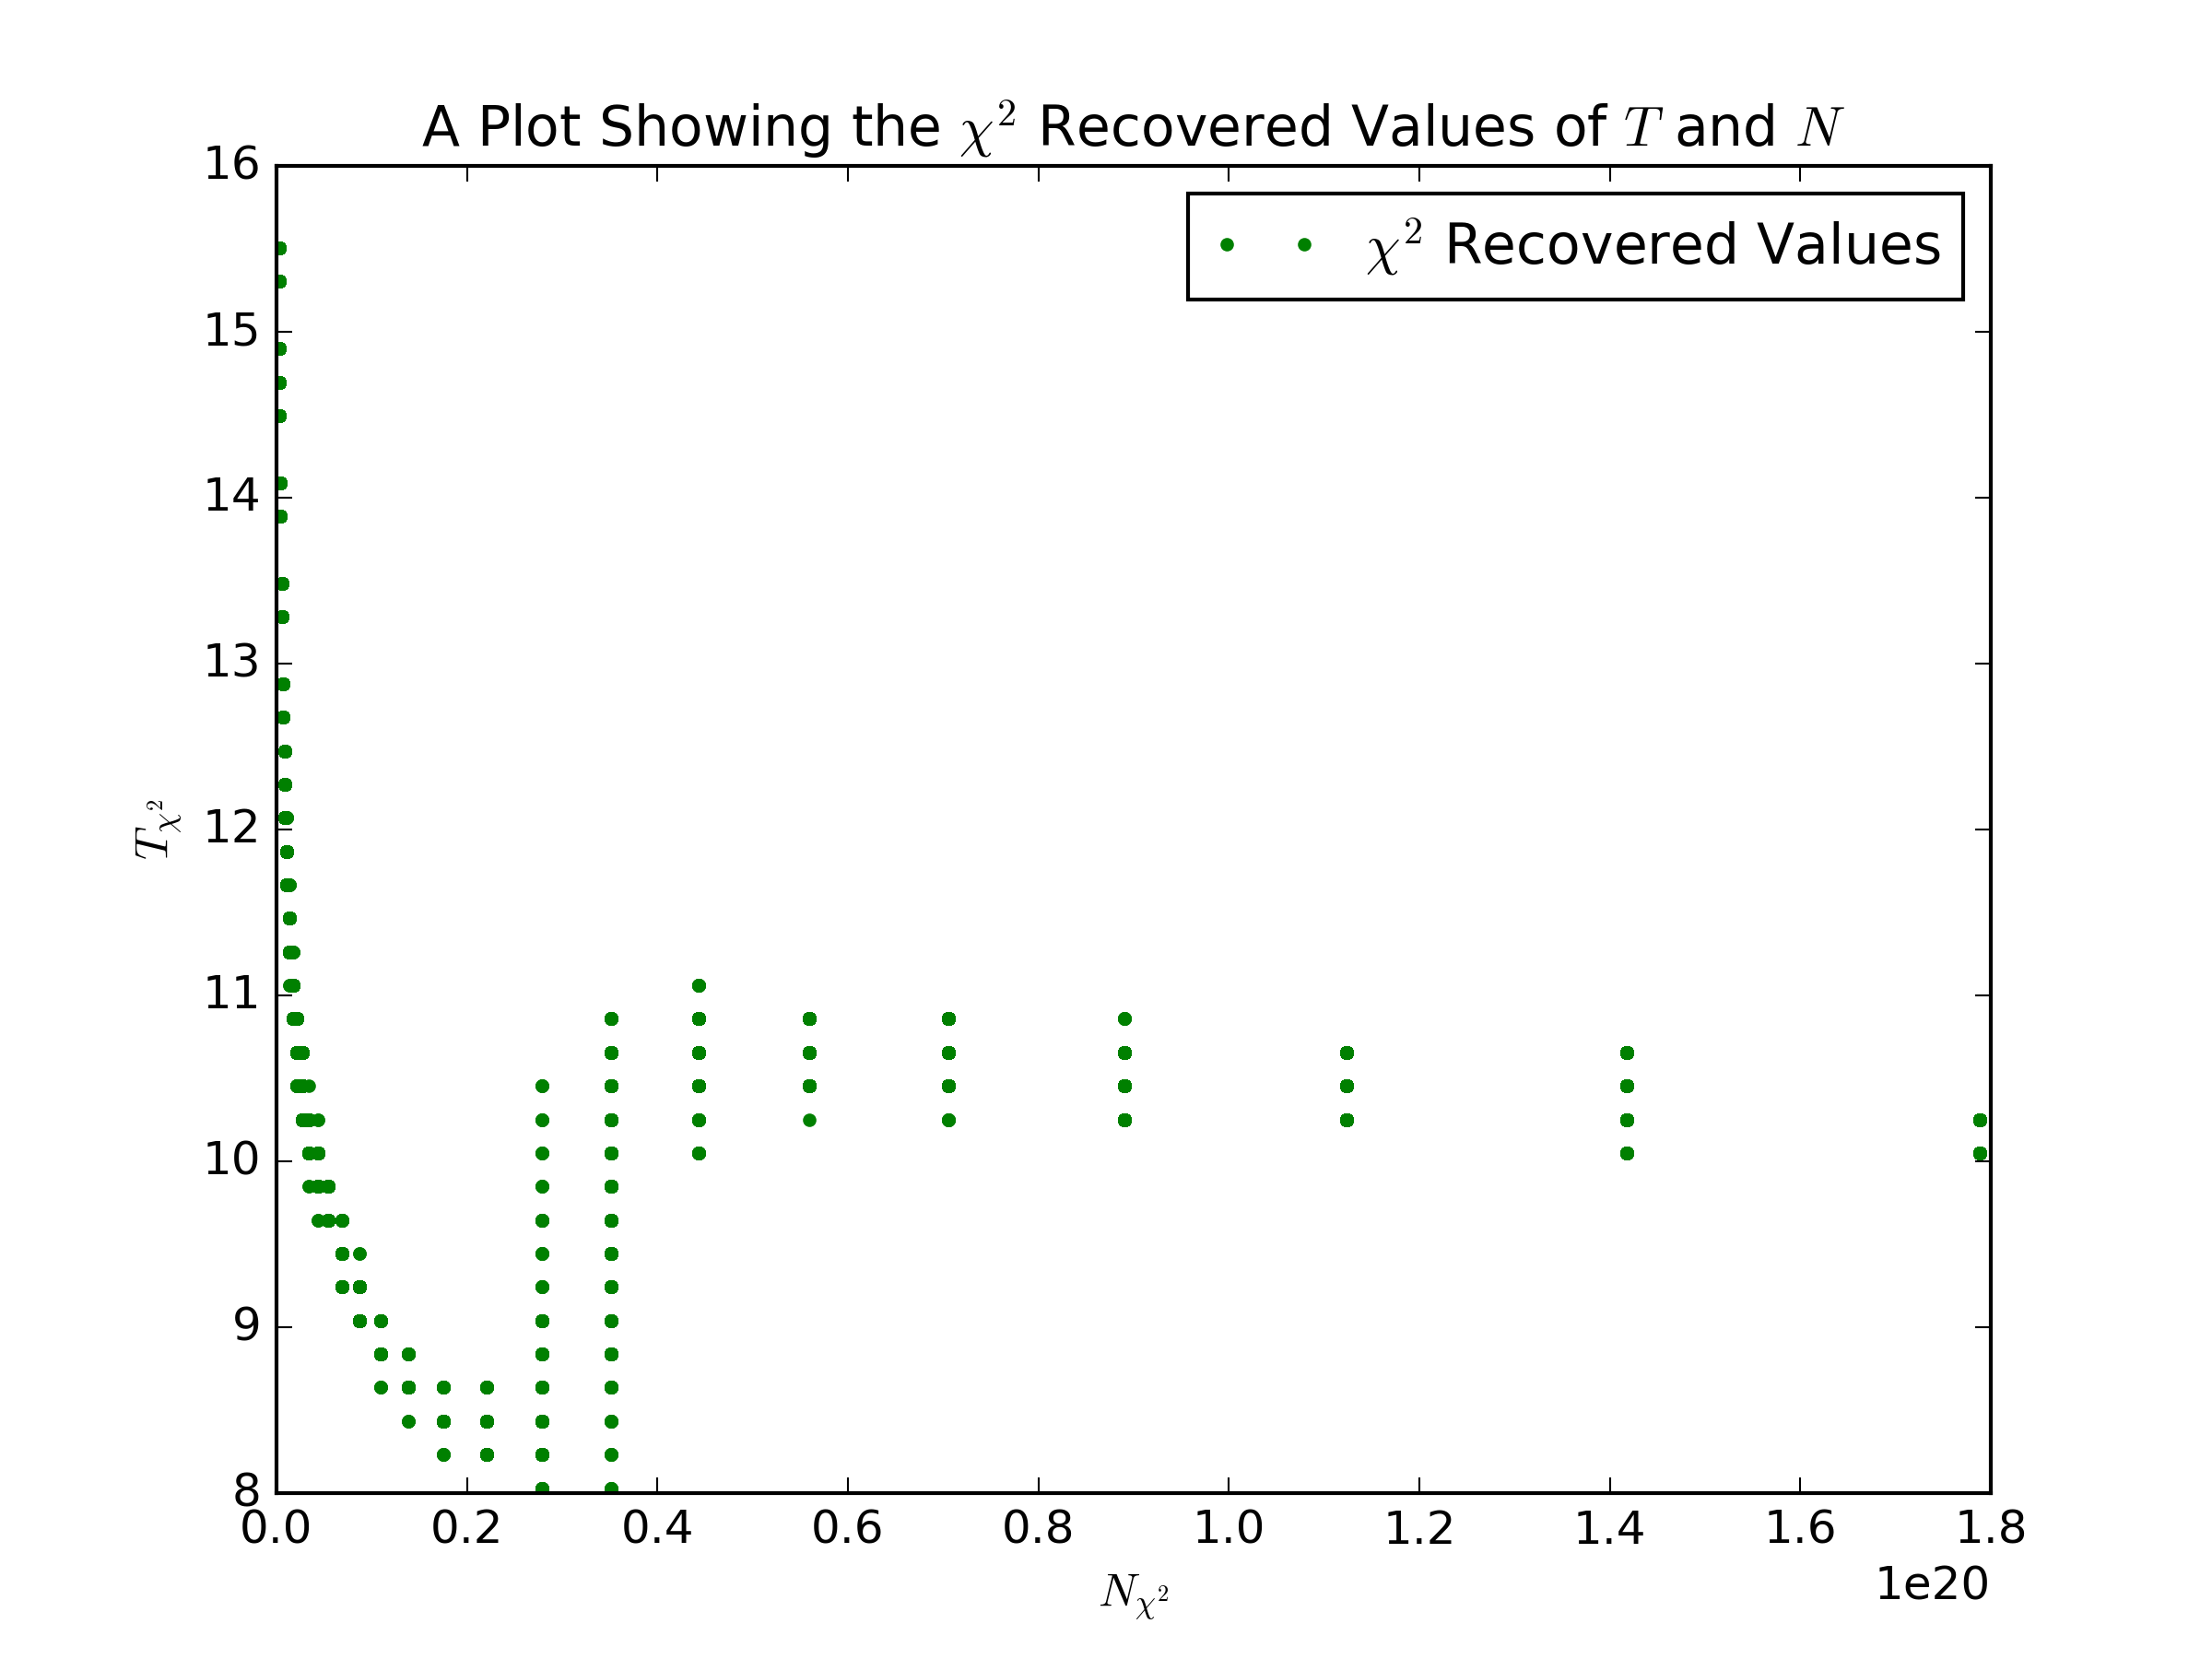 A Plot Showing the χ² Recovered Values of T and N
χ² Recovered Values
16
15
14
13
12
11
10
9
8
T_χ²
0.0 0.2 0.4 0.6 0.8 1.0 1.2 1.4 1.6 1.8
1e20
N_χ²